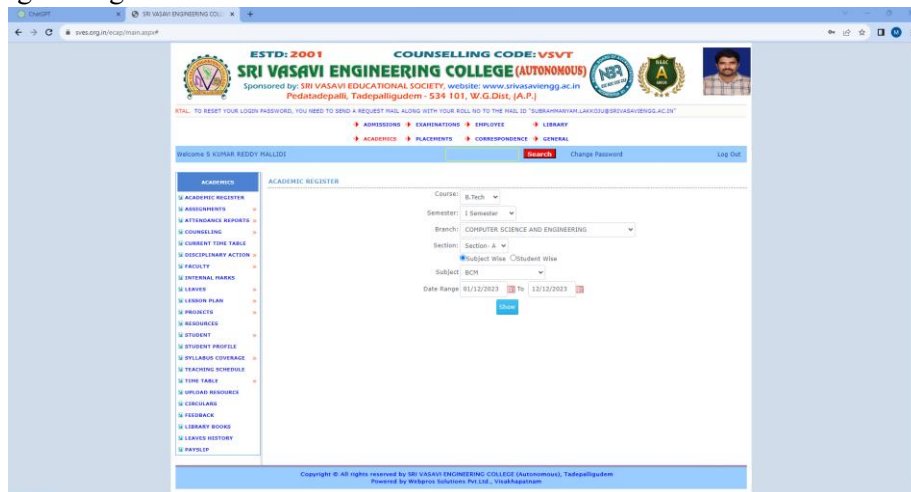 ChatGPT
SRI VASAVI ENGINEERING COLL
sves.org.in/ecap/main.aspx#
ESTD: 2001 COUNSELLING CODE: VSVT
SRI VASAVI ENGINEERING COLLEGE (AUTONOMOUS)
Sponsored by: SRI VASAVI EDUCATIONAL SOCIETY, website: www.srivasaviengg.ac.in
Pedatadepalli, Tadepalligudem - 534 101, W.G.Dist, (A.P.)
NBA
NAAC
A
RTAL. TO RESET YOUR LOGIN PASSWORD, YOU NEED TO SEND A REQUEST MAIL ALONG WITH YOUR ROLL NO TO THE MAIL ID "SUBRAHMANYAM.LAKKOJU@SRIVASAVIENGG.AC.IN"
ADMISSIONS EXAMINATIONS EMPLOYEE LIBRARY
ACADEMICS PLACEMENTS CORRESPONDENCE GENERAL
Welcome S KUMAR REDDY MALLIDI Search Change Password Log Out
ACADEMICS
ACADEMIC REGISTER
ASSIGNMENTS »
ATTENDANCE REPORTS »
COUNSELING »
CURRENT TIME TABLE
DISCIPLINARY ACTION »
FACULTY »
INTERNAL MARKS
LEAVES »
LESSON PLAN »
PROJECTS »
RESOURCES
STUDENT »
STUDENT PROFILE
SYLLABUS COVERAGE »
TEACHING SCHEDULE
TIME TABLE »
UPLOAD RESOURCE
CIRCULARS
FEEDBACK
LIBRARY BOOKS
LEAVES HISTORY
PAYSLIP
ACADEMIC REGISTER
Course: B.Tech
Semester: I Semester
Branch: COMPUTER SCIENCE AND ENGINEERING
Section: Section- A
Subject Wise Student Wise
Subject BCM
Date Range 01/12/2023 To 12/12/2023
Show
Copyright © All rights reserved by SRI VASAVI ENGINEERING COLLEGE (Autonomous), Tadepalligudem
Powered by Webpros Solutions Pvt Ltd., Visakhapatnam